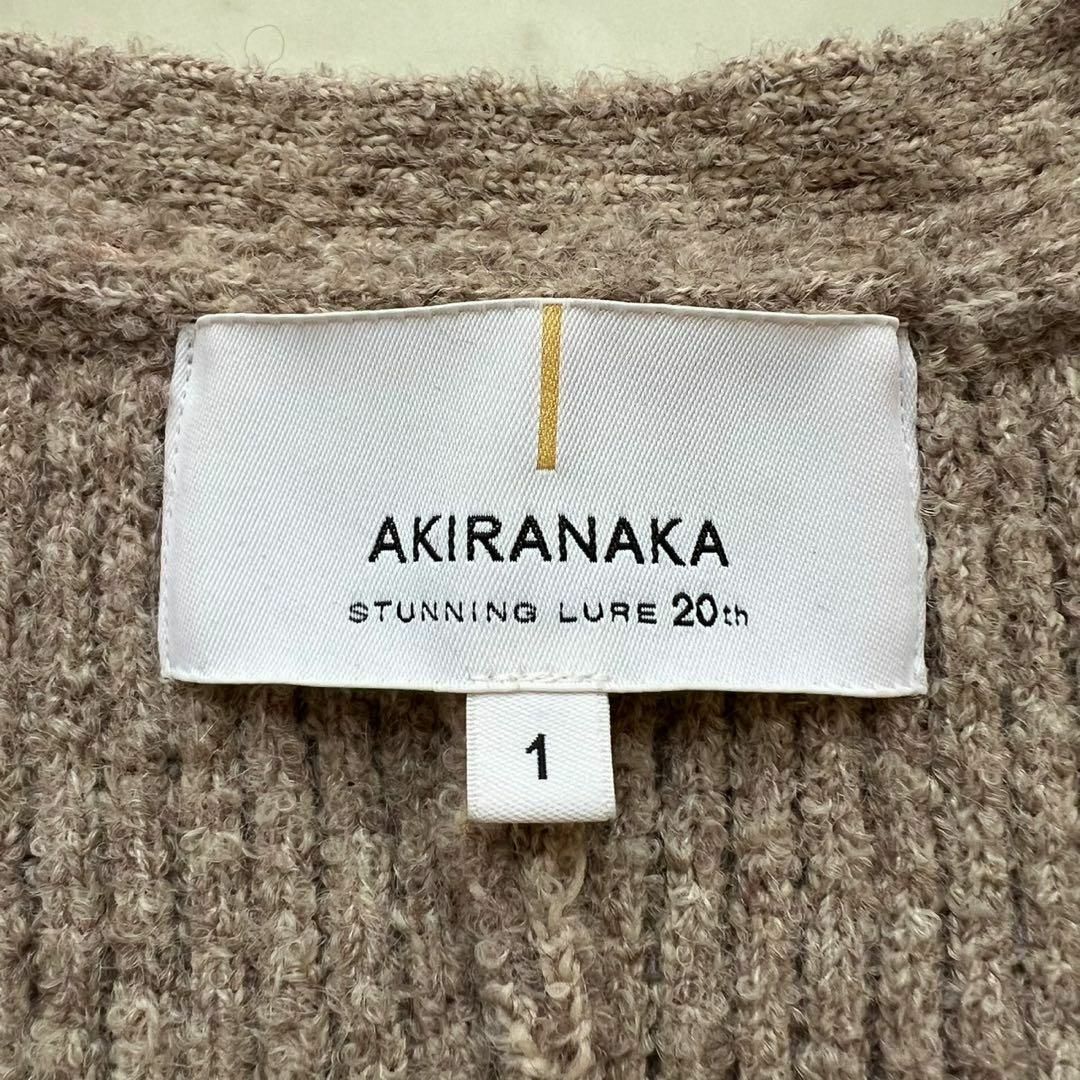 AKIRANAKA
STUNNING LURE 20th
1